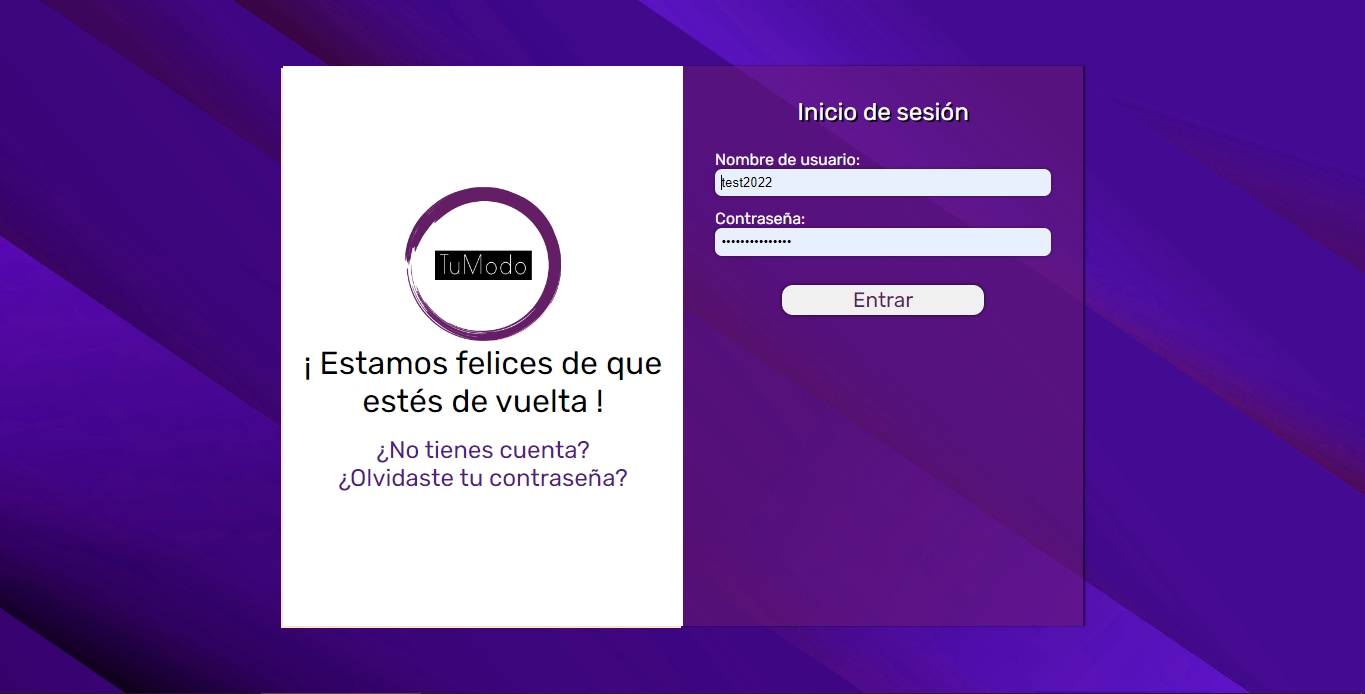 TuModo
¡ Estamos felices de que
estés de vuelta !
¿No tienes cuenta?
¿Olvidaste tu contraseña?
Inicio de sesión
Nombre de usuario:
test2022
Contraseña:
•••••••••••••••
Entrar